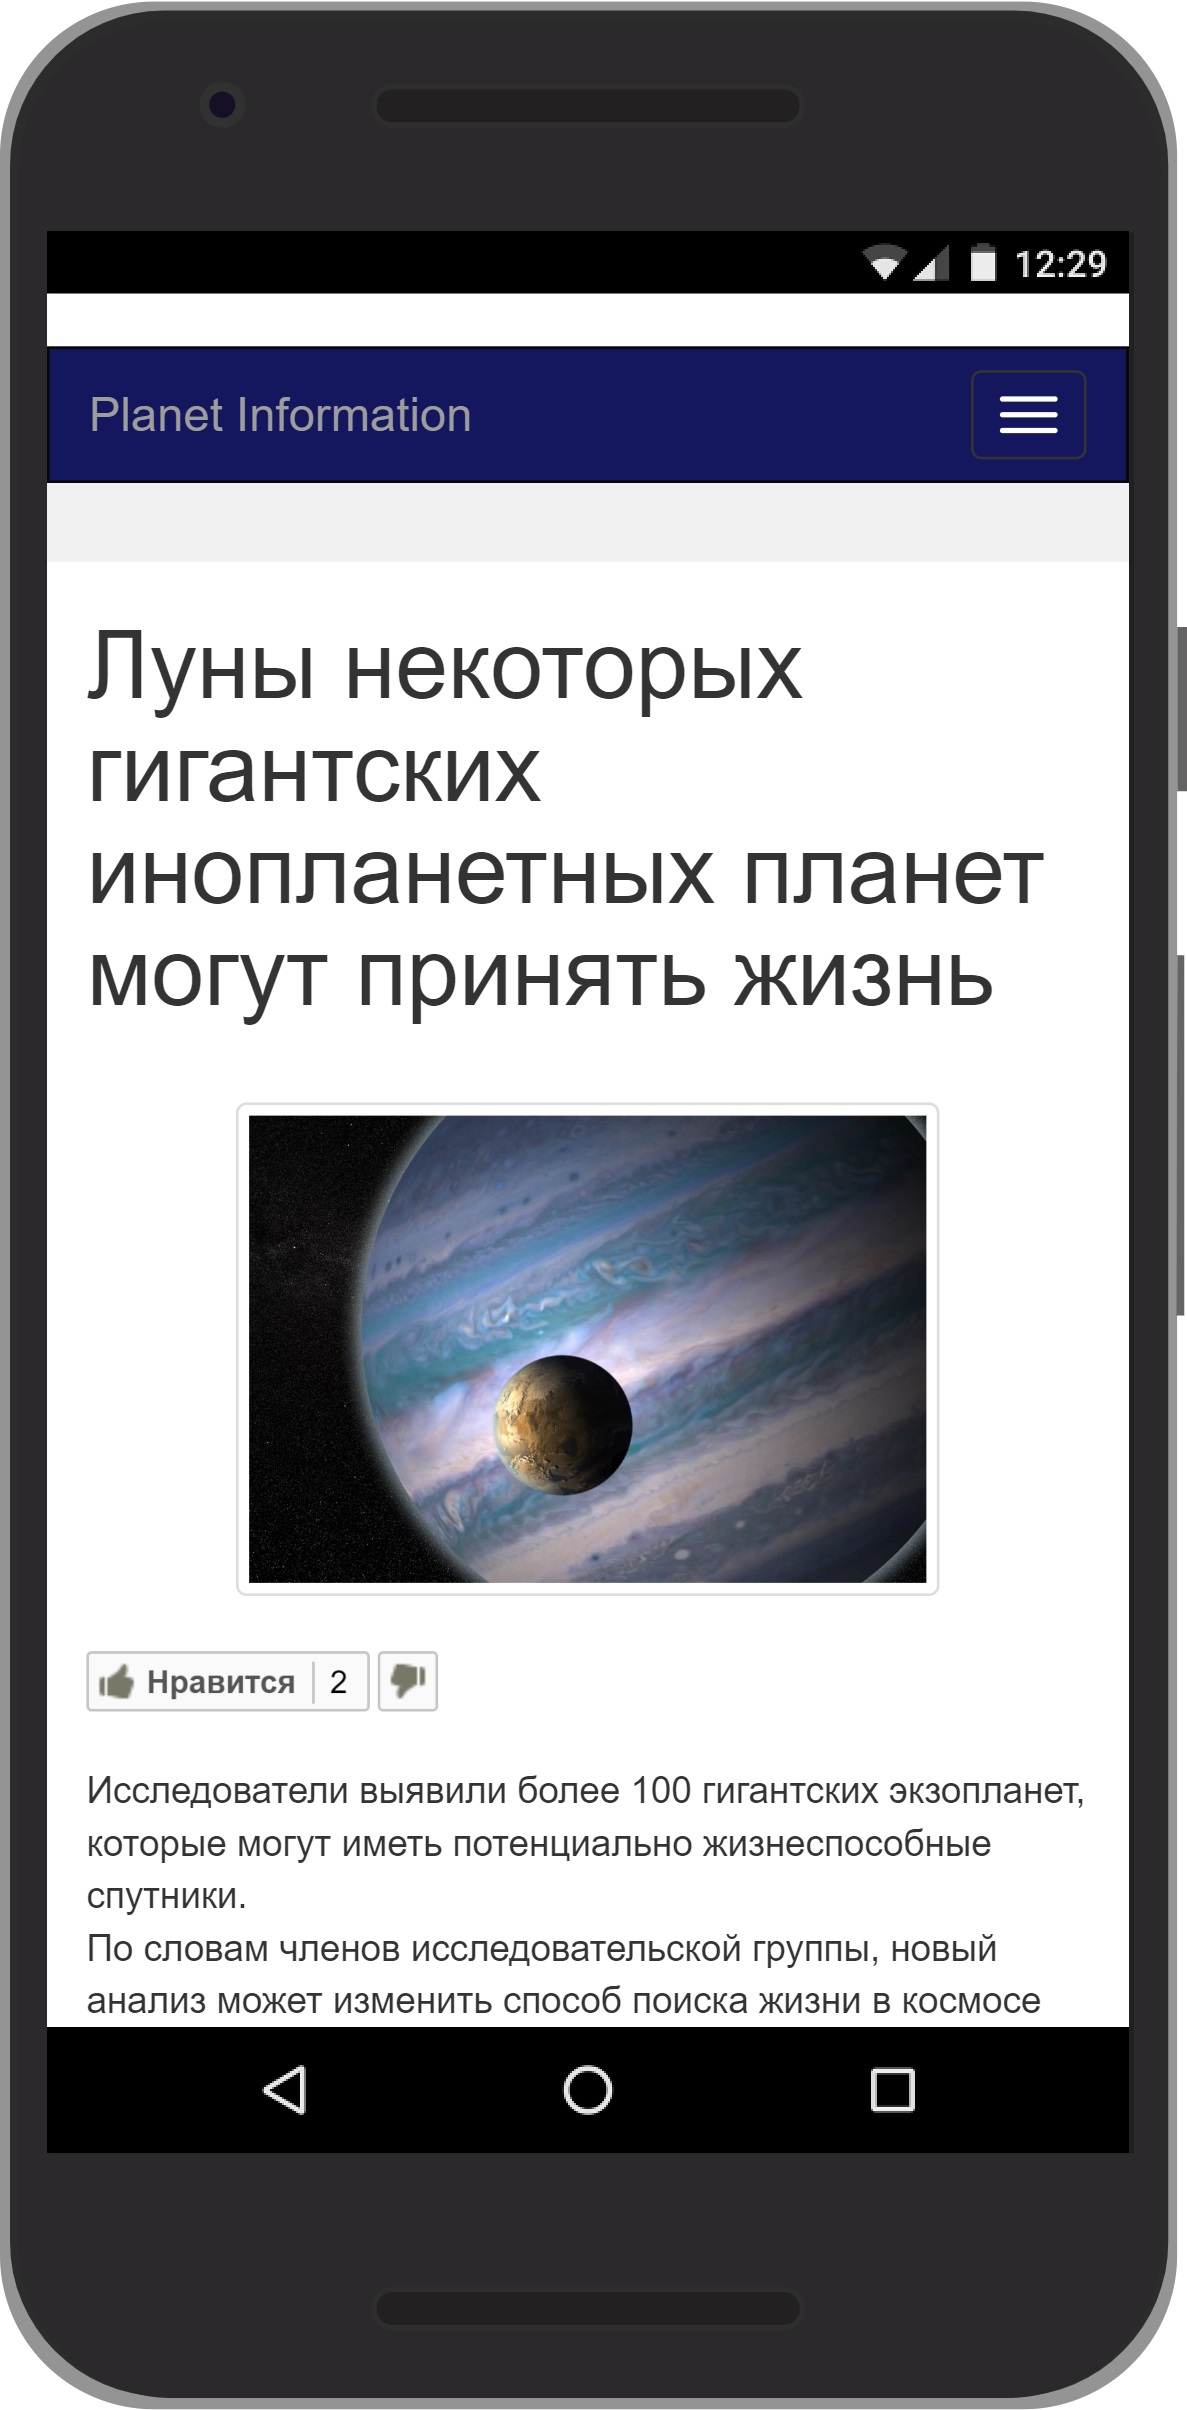 12:29
Planet Information
Луны некоторых
гигантских
инопланетных планет
могут принять жизнь
Нравится 2
Исследователи выявили более 100 гигантских экзопланет,
которые могут иметь потенциально жизнеспособные
спутники.
По словам членов исследовательской группы, новый
анализ может изменить способ поиска жизни в космосе